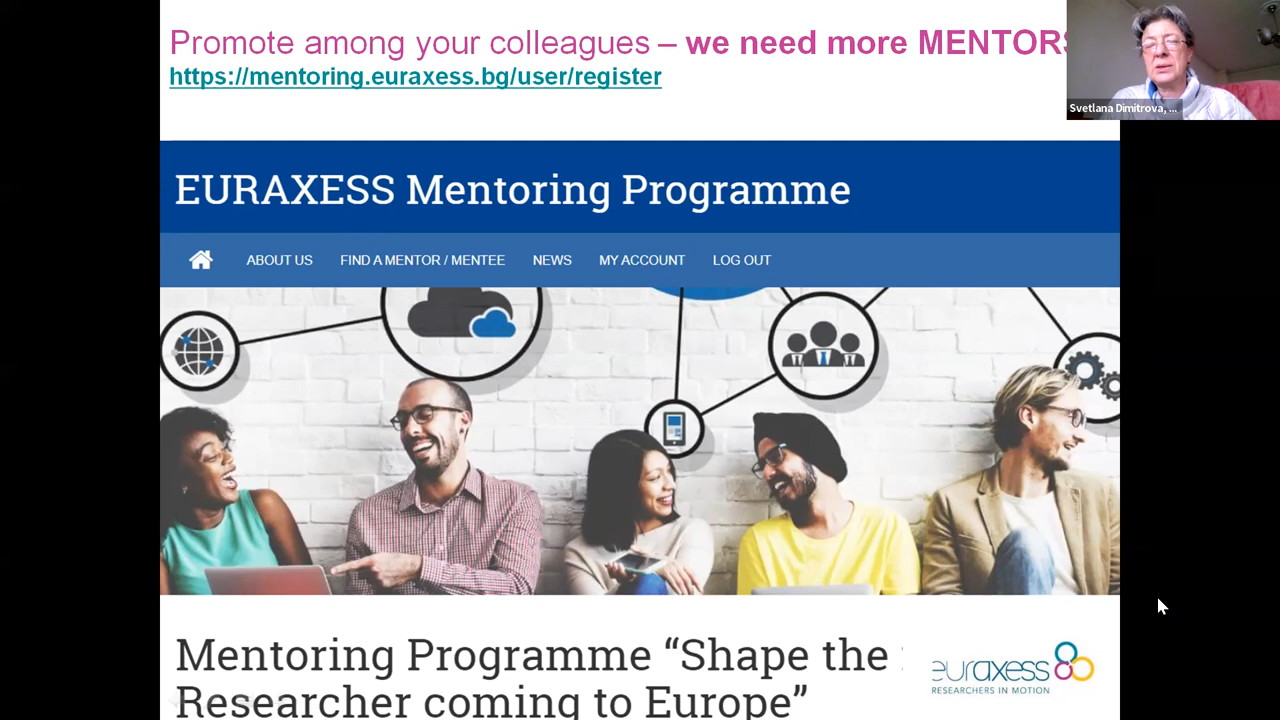 Promote among your colleagues – we need more MENTORS
https://mentoring.euraxess.bg/user/register
Svetlana Dimitrova, ...
EURAXESS Mentoring Programme
ABOUT US FIND A MENTOR / MENTEE NEWS MY ACCOUNT LOG OUT
Mentoring Programme “Shape the
Researcher coming to Europe”
euraxess
RESEARCHERS IN MOTION